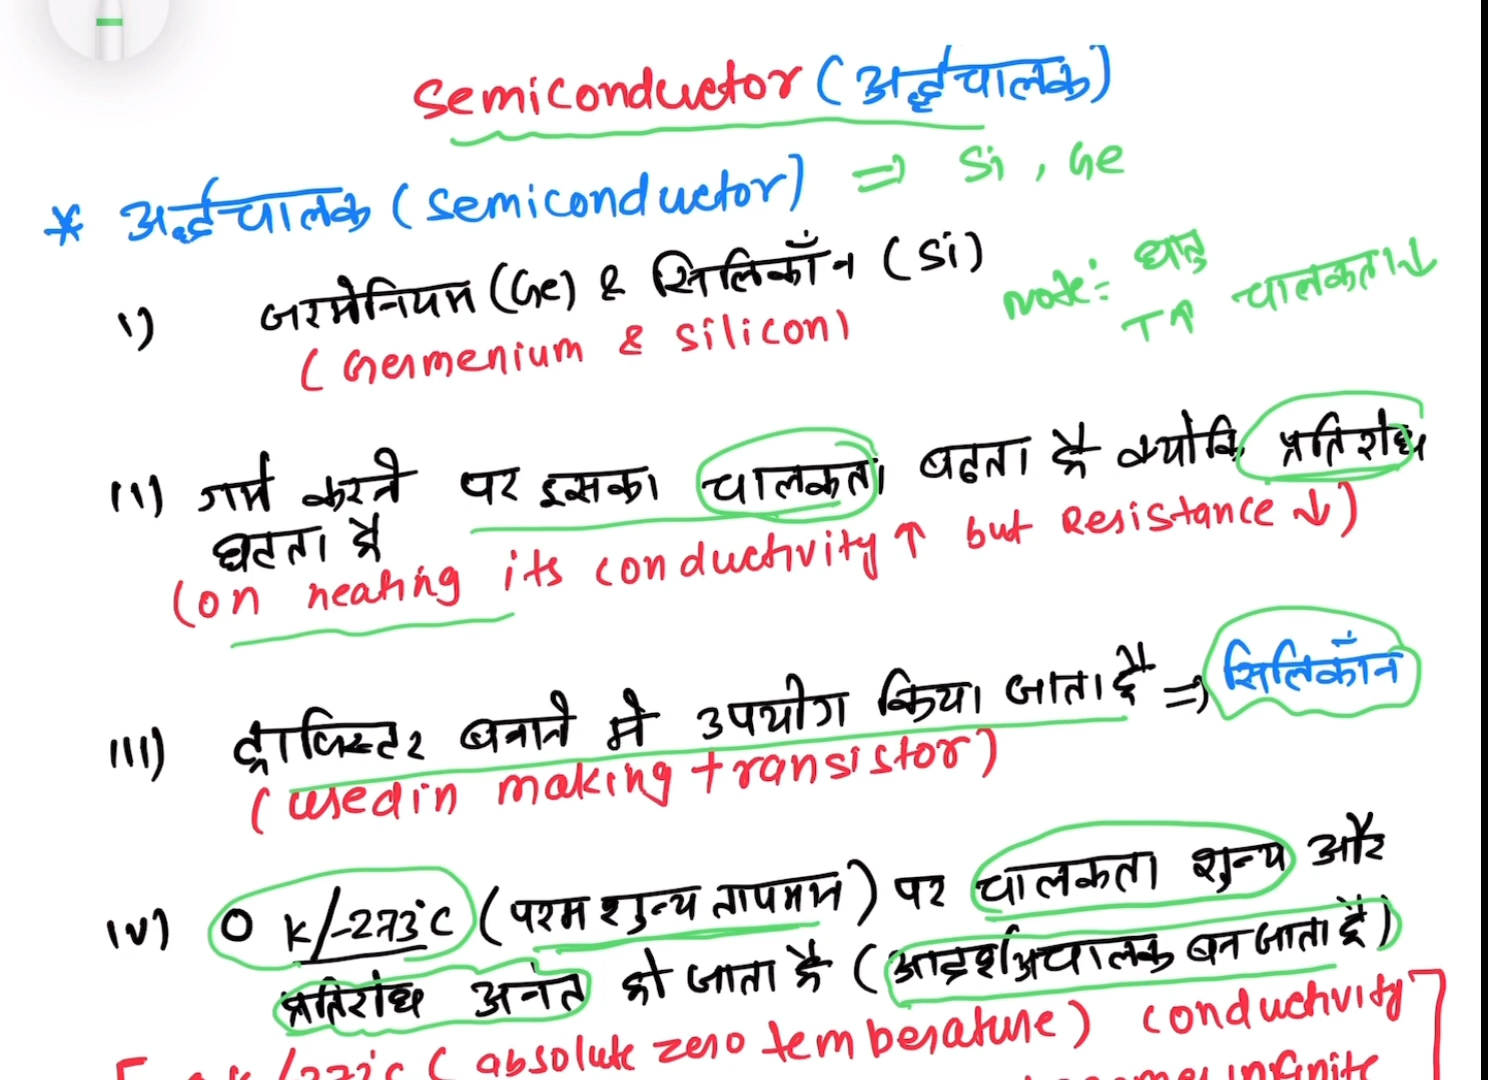 Semiconductor (अर्द्धचालक)
* अर्द्धचालक (semiconductor) ⇒ Si, Ge
i) जरमेनियम (Ge) & सिलिकाँन (Si)
(Germenium & silicon)
Note:- धातु
T↑ चालकता↓
ii) गर्म करने पर इसका चालकता बढता है क्योकि प्रतिरोध
घटता है
(on heating its conductivity ↑ but Resistance ↓)
iii) ट्रांजिस्टर बनाने मे उपयोग किया जाता है ⇒ सिलिकाँन
(used in making transistor)
iv) 0 K/-273°C (परम शुन्य तापमान) पर चालकता शुन्य और
प्रतिरोध अनंत हो जाता है (आदर्श अचालक बन जाता है)
(absolute zero temperature) conductivity
infinite